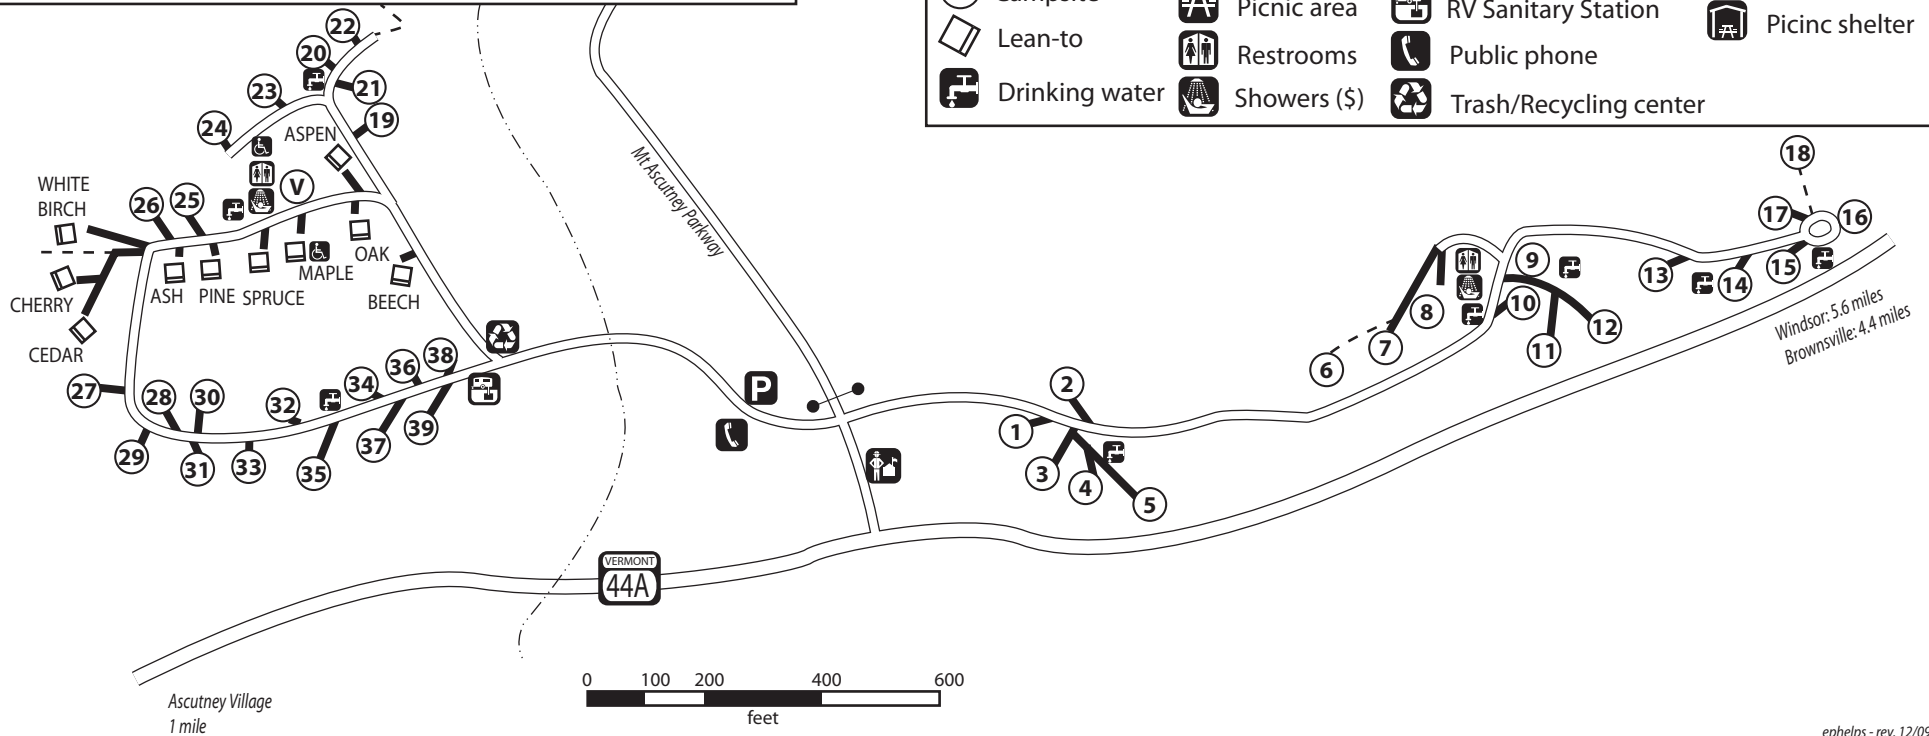 Campsite
Lean-to
Drinking water
Picnic area
Restrooms
Showers ($)
RV Sanitary Station
Public phone
Trash/Recycling center
Picinc shelter
22
20
21
23
19
24
ASPEN
WHITE
BIRCH
26
25
V
OAK
MAPLE
ASH
PINE
SPRUCE
BEECH
CHERRY
CEDAR
27
28
30
32
34
36
38
29
31
33
35
37
39
Mt Ascutney Parkway
P
1
2
3
4
5
6
7
8
9
10
11
12
13
14
15
16
17
18
Windsor: 5.6 miles
Brownsville: 4.4 miles
VERMONT
44A
Ascutney Village
1 mile
0 100 200 400 600
feet
ephelps - rev. 12/09